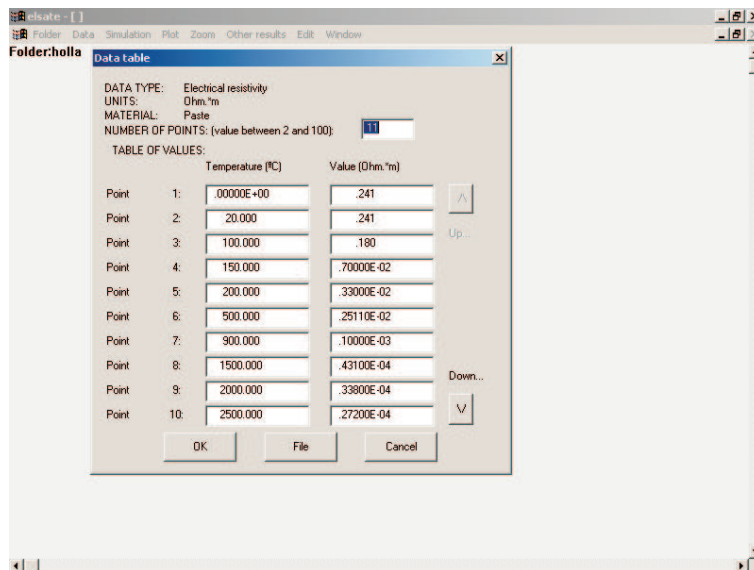 elsate - [ ]
Folder Data Simulation Plot Zoom Other results Edit Window
Folder:holla
Data table
DATA TYPE: Electrical resistivity
UNITS: Ohm.*m
MATERIAL: Paste
NUMBER OF POINTS: (value between 2 and 100): 11
TABLE OF VALUES:
Temperature (ºC) Value (Ohm.*m)
Point 1: .00000E+00 .241
Point 2: 20.000 .241
Up...
Point 3: 100.000 .180
Point 4: 150.000 .70000E-02
Point 5: 200.000 .33000E-02
Point 6: 500.000 .25110E-02
Point 7: 900.000 .10000E-03
Point 8: 1500.000 .43100E-04
Down...
Point 9: 2000.000 .33800E-04
Point 10: 2500.000 .27200E-04
OK File Cancel